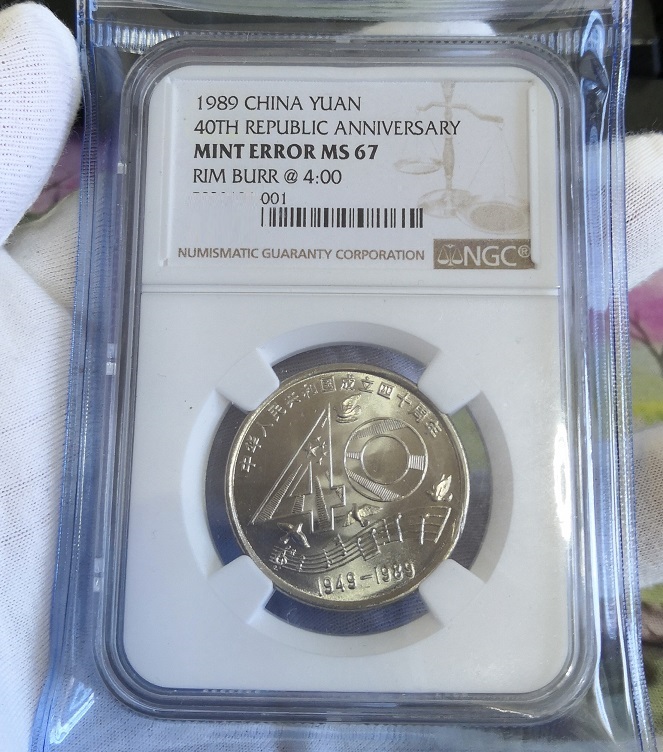 1989 CHINA YUAN
40TH REPUBLIC ANNIVERSARY
MINT ERROR MS 67
RIM BURR @ 4:00
001
NUMISMATIC GUARANTY CORPORATION NGC®
中华人民共和国成立四十周年
40
1949-1989